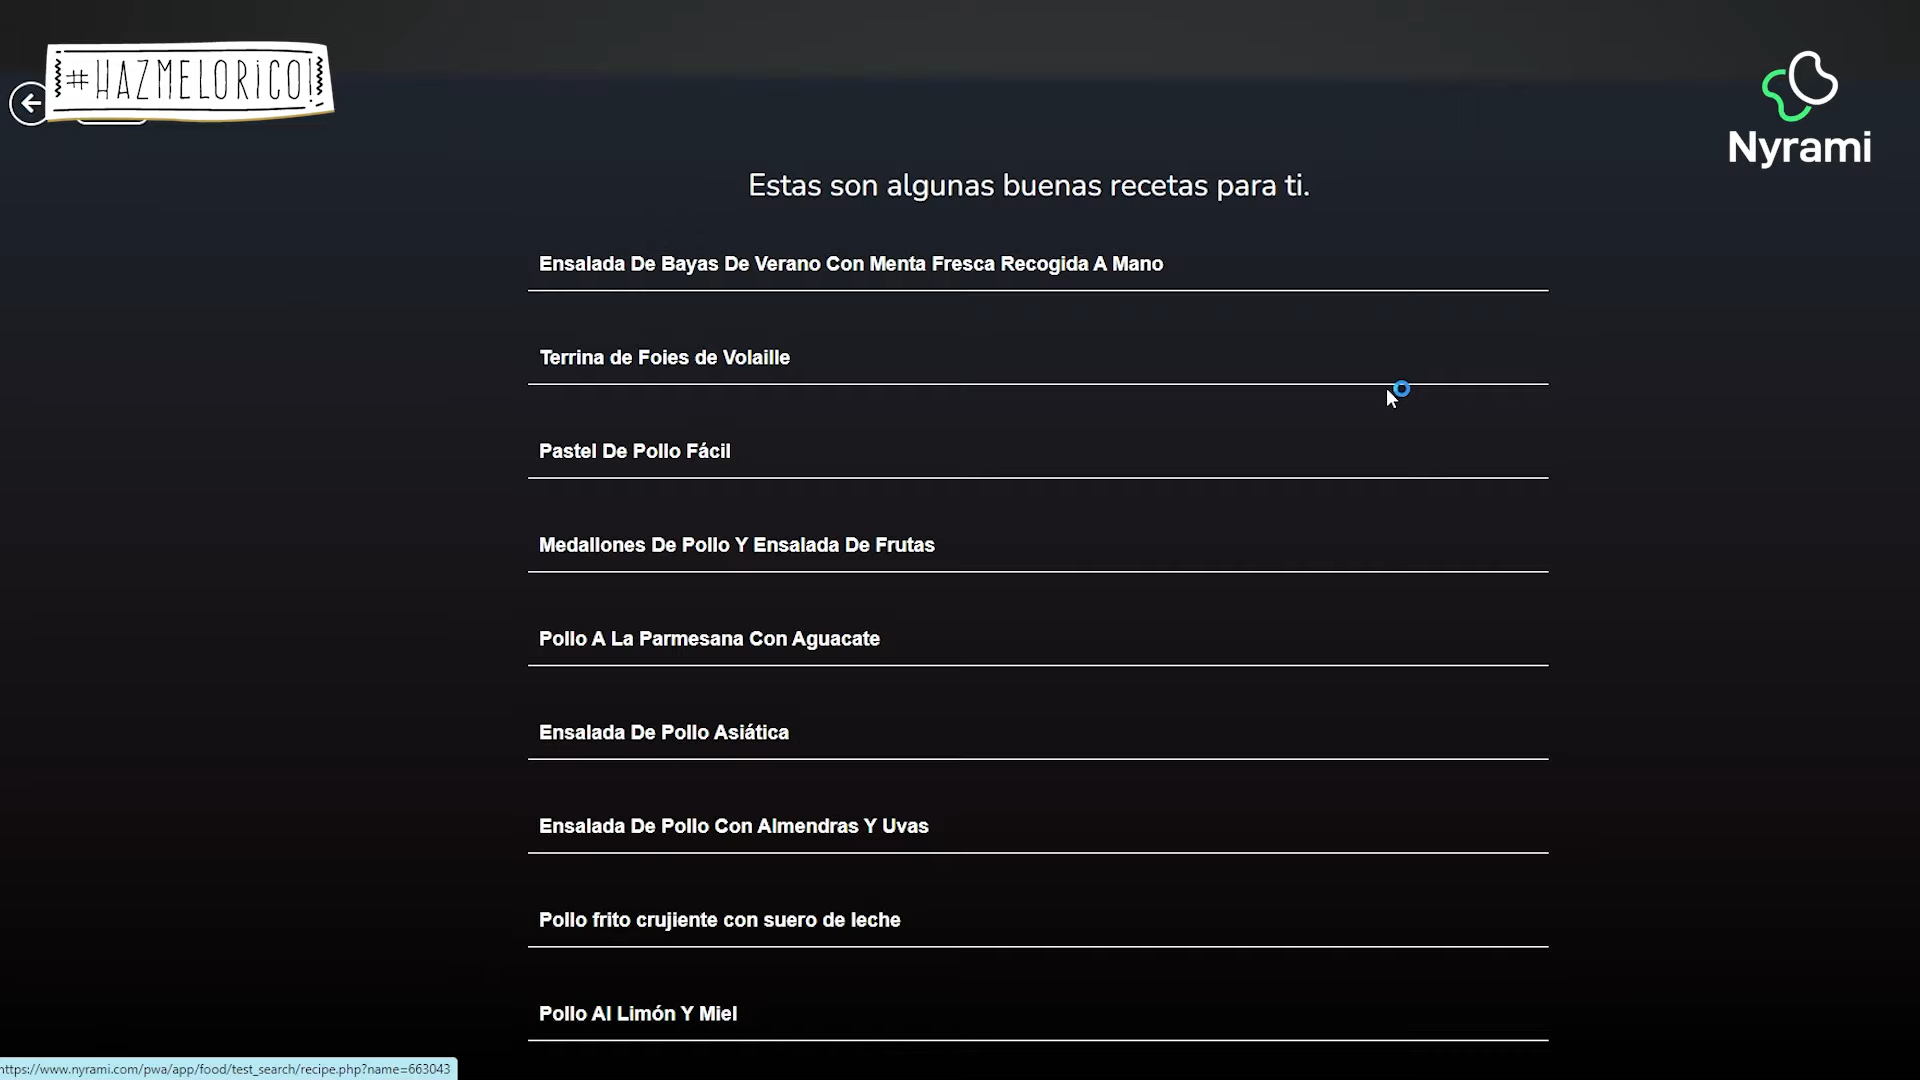 #HAZMELORICO!
Nyrami
Estas son algunas buenas recetas para ti.
Ensalada De Bayas De Verano Con Menta Fresca Recogida A Mano
Terrina de Foies de Volaille
Pastel De Pollo Fácil
Medallones De Pollo Y Ensalada De Frutas
Pollo A La Parmesana Con Aguacate
Ensalada De Pollo Asiática
Ensalada De Pollo Con Almendras Y Uvas
Pollo frito crujiente con suero de leche
Pollo Al Limón Y Miel
https://www.nyrami.com/pwa/app/food/test_search/recipe.php?name=663043